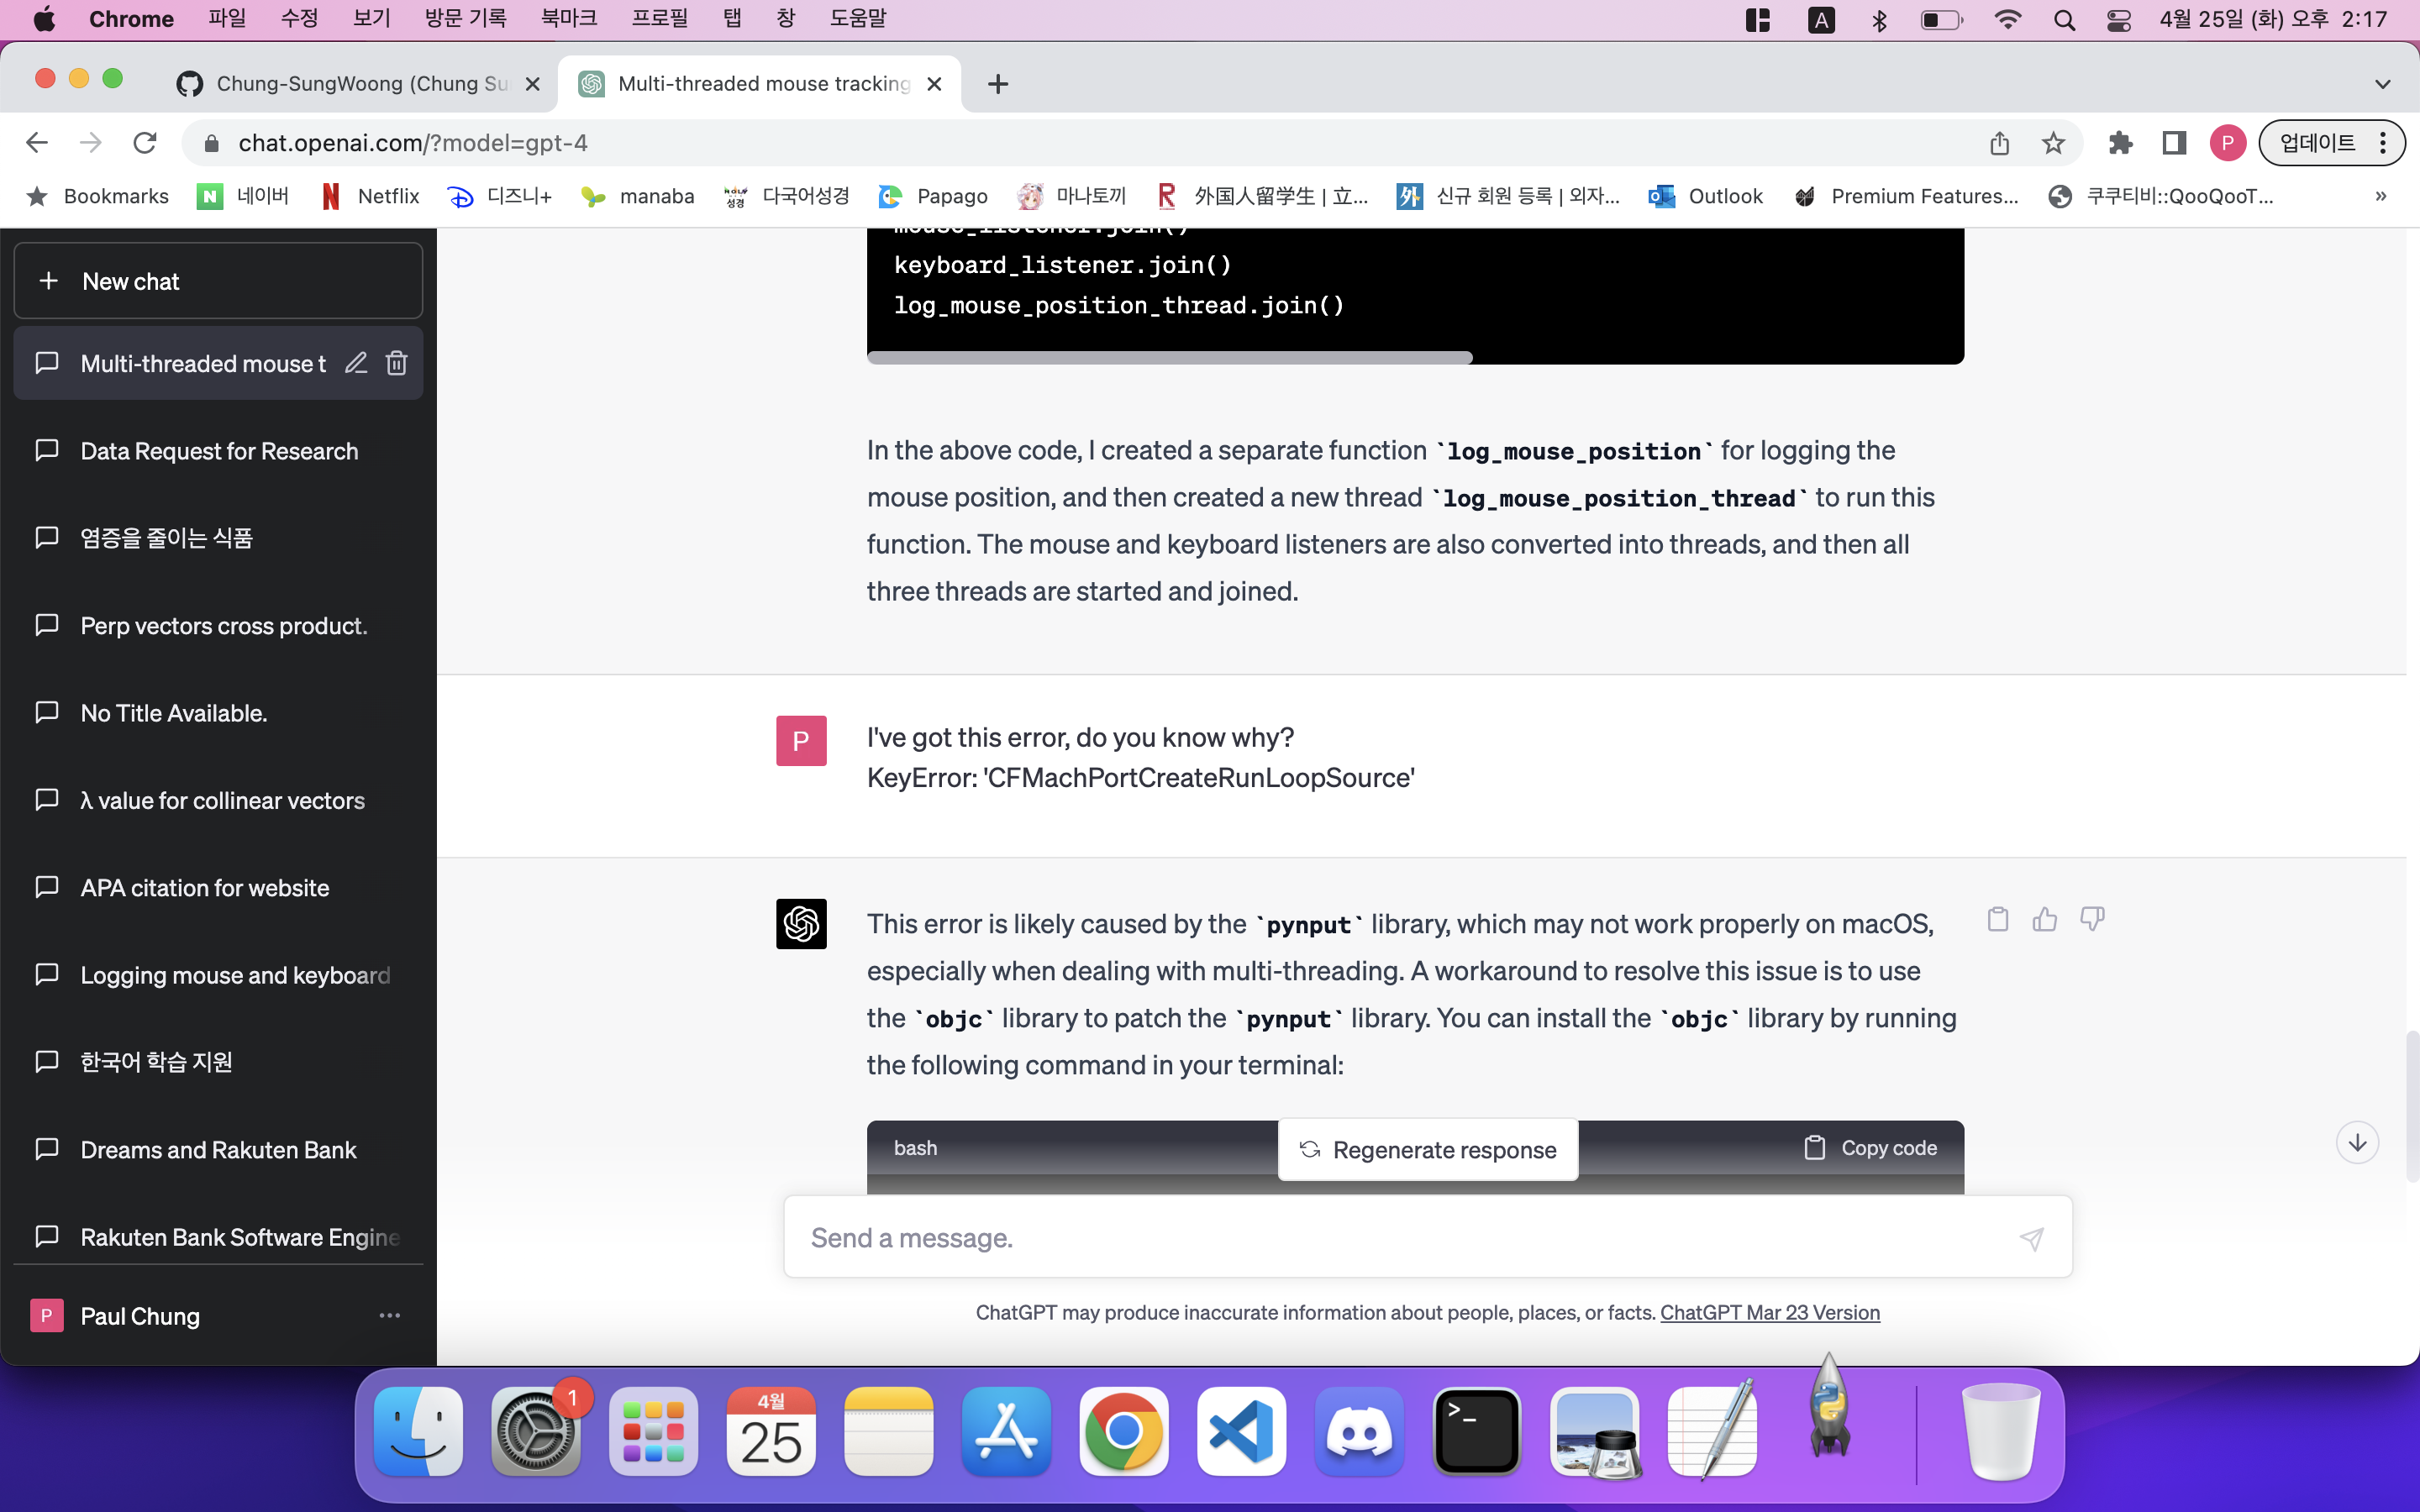 Chrome 파일 수정 보기 방문 기록 북마크 프로필 탭 창 도움말 A 4월 25일 (화) 오후 2:17
Chung-SungWoong (Chung Su
Multi-threaded mouse tracking
chat.openai.com/?model=gpt-4
P
업데이트
Bookmarks
N 네이버
N Netflix
디즈니+
manaba
성경 다국어성경
Papago
마나토끼
R 外国人留学生 | 立...
外 신규 회원 등록 | 외자...
Outlook
Premium Features...
쿠쿠티비::QooQooT...
»
+ New chat
Multi-threaded mouse t
Data Request for Research
염증을 줄이는 식품
Perp vectors cross product.
No Title Available.
λ value for collinear vectors
APA citation for website
Logging mouse and keyboard
한국어 학습 지원
Dreams and Rakuten Bank
Rakuten Bank Software Engine
P Paul Chung
mouse_listener.join()
keyboard_listener.join()
log_mouse_position_thread.join()
In the above code, I created a separate function `log_mouse_position` for logging the
mouse position, and then created a new thread `log_mouse_position_thread` to run this
function. The mouse and keyboard listeners are also converted into threads, and then all
three threads are started and joined.
P
I've got this error, do you know why?
KeyError: 'CFMachPortCreateRunLoopSource'
This error is likely caused by the `pynput` library, which may not work properly on macOS,
especially when dealing with multi-threading. A workaround to resolve this issue is to use
the `objc` library to patch the `pynput` library. You can install the `objc` library by running
the following command in your terminal:
bash
Regenerate response
Copy code
Send a message.
ChatGPT may produce inaccurate information about people, places, or facts. ChatGPT Mar 23 Version
1
4월
25
>_